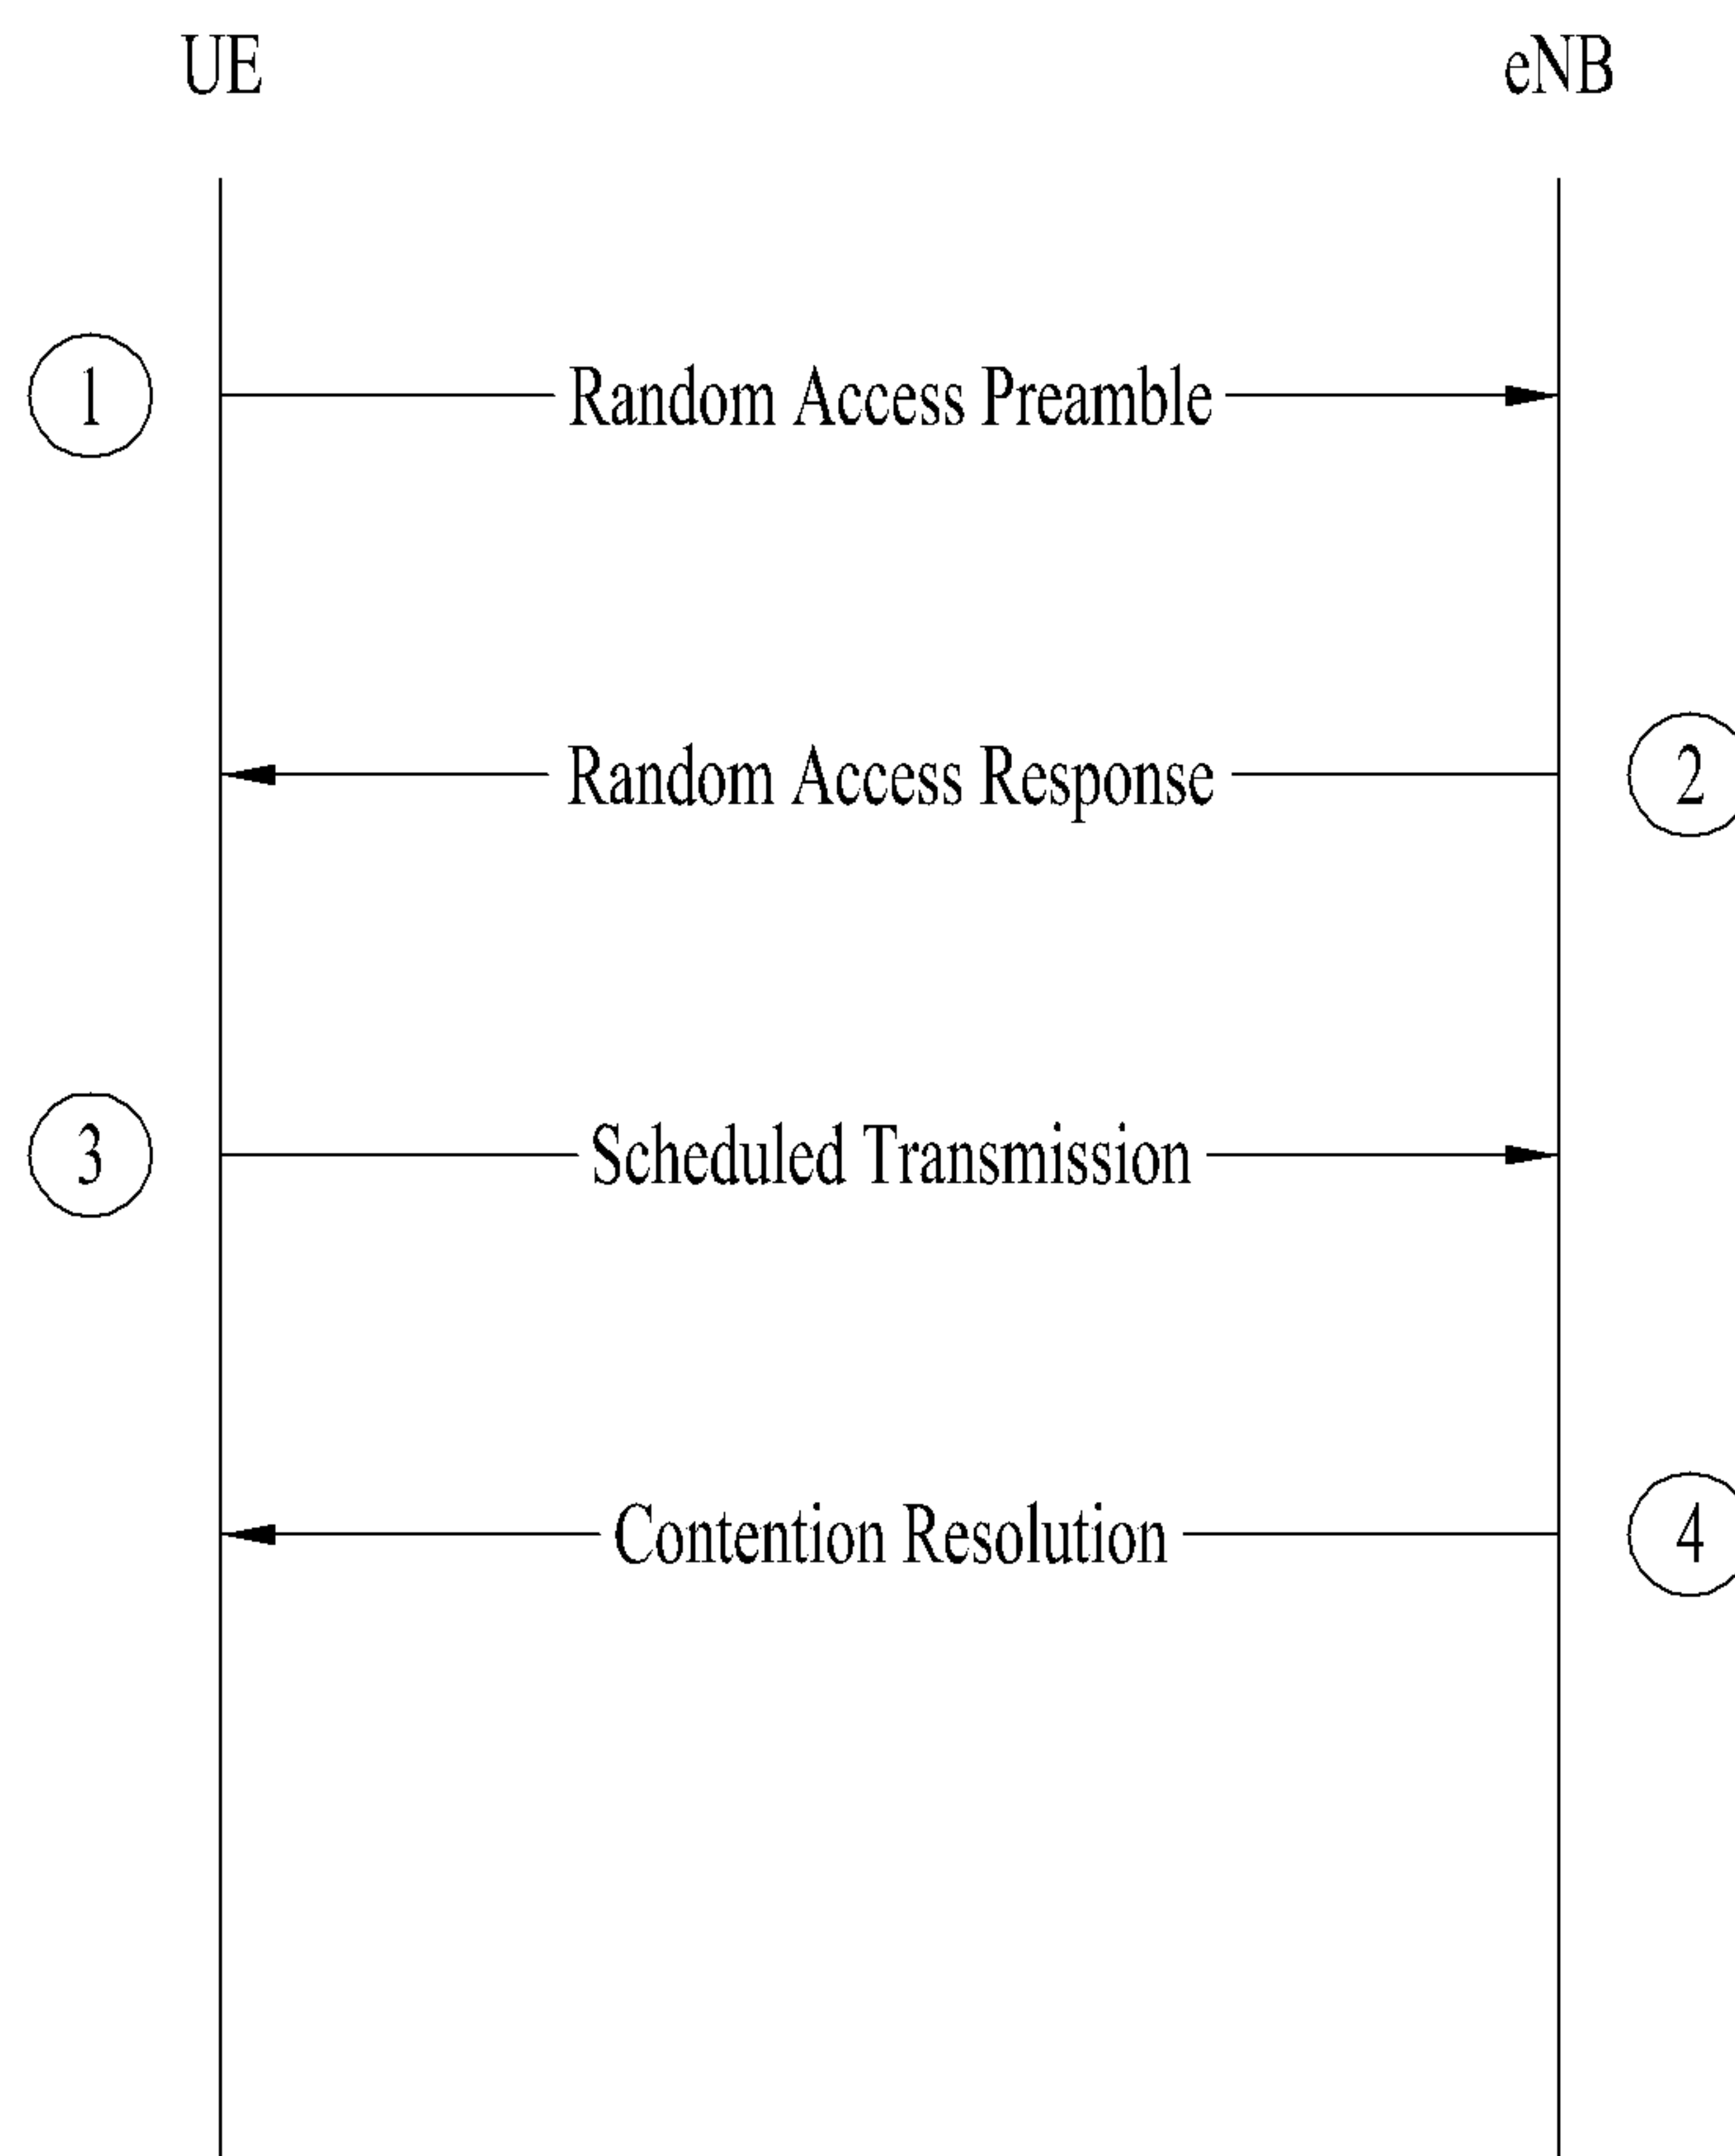 UE eNB
1 Random Access Preamble
Random Access Response 2
3 Scheduled Transmission
Contention Resolution 4